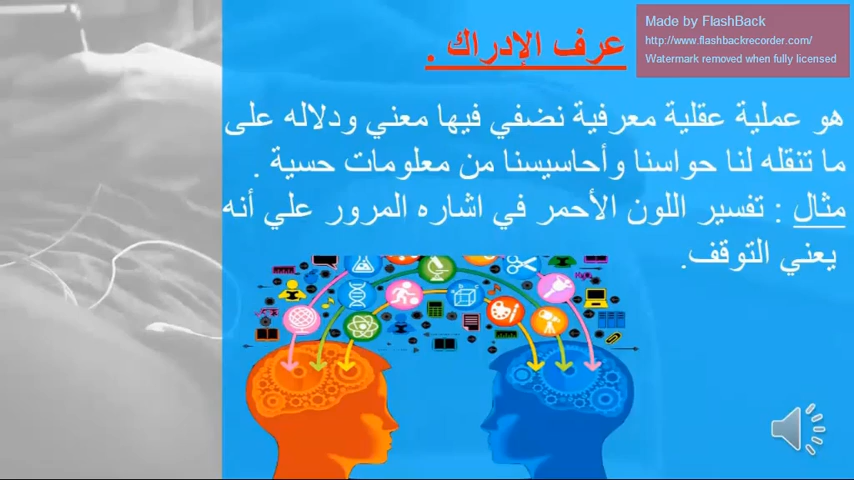 Made by FlashBack
http://www.flashbackrecorder.com/
Watermark removed when fully licensed
عرف الإدراك .
هو عملية عقلية معرفية نضفي فيها معني ودلاله على
ما تنقله لنا حواسنا وأحاسيسنا من معلومات حسية .
مثال : تفسير اللون الأحمر في اشاره المرور علي أنه
يعني التوقف.